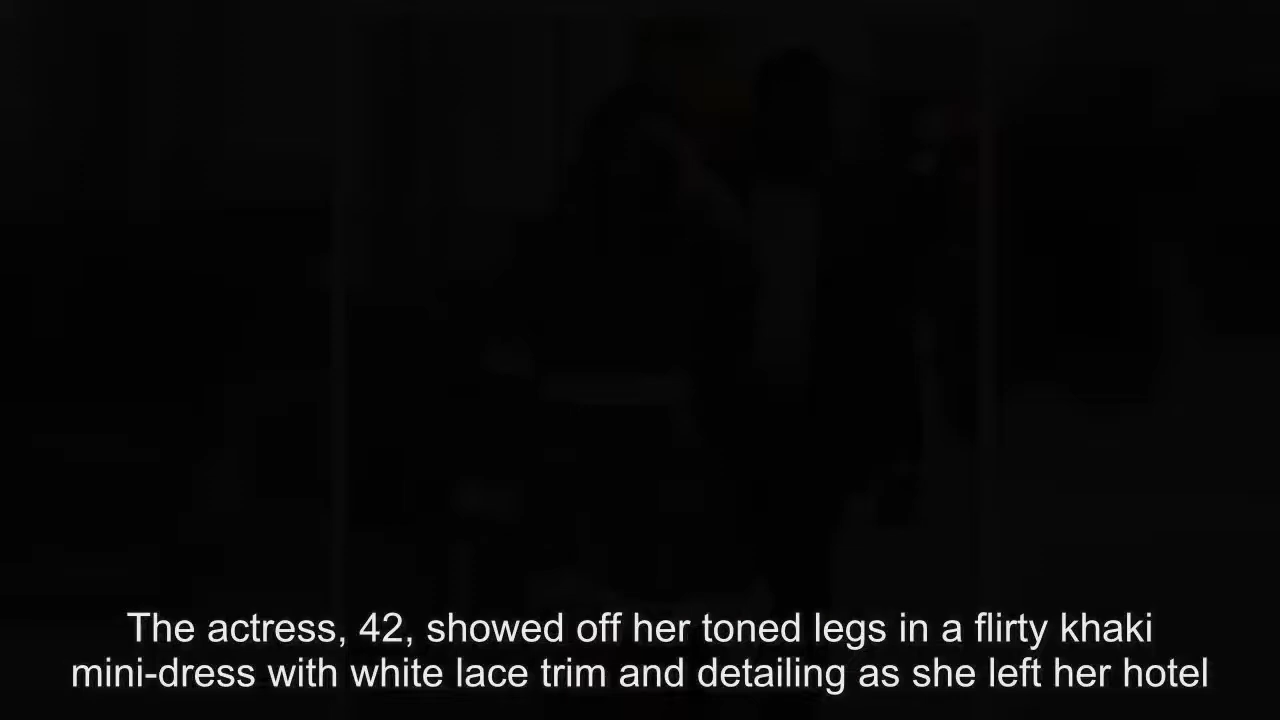 The actress, 42, showed off her toned legs in a flirty khaki
mini-dress with white lace trim and detailing as she left her hotel